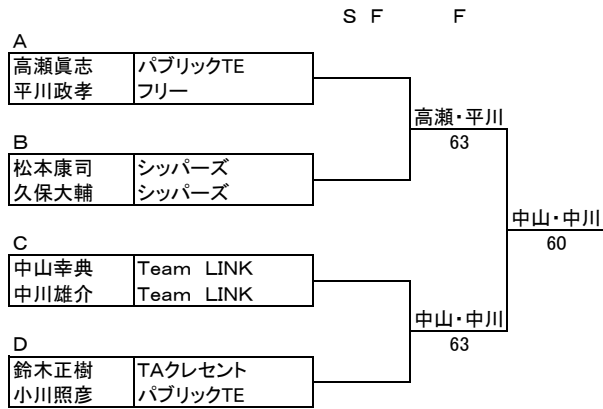 ＳＦ　Ｆ
A
高瀬眞志　パブリックTE
平川政孝　フリー
高瀬・平川
63
B
松本康司　シッパーズ
久保大輔　シッパーズ
中山・中川
60
C
中山幸典　Ｔｅａｍ　ＬＩＮＫ
中川雄介　Ｔｅａｍ　ＬＩＮＫ
中山・中川
63
D
鈴木正樹　TAクレセント
小川照彦　パブリックTE